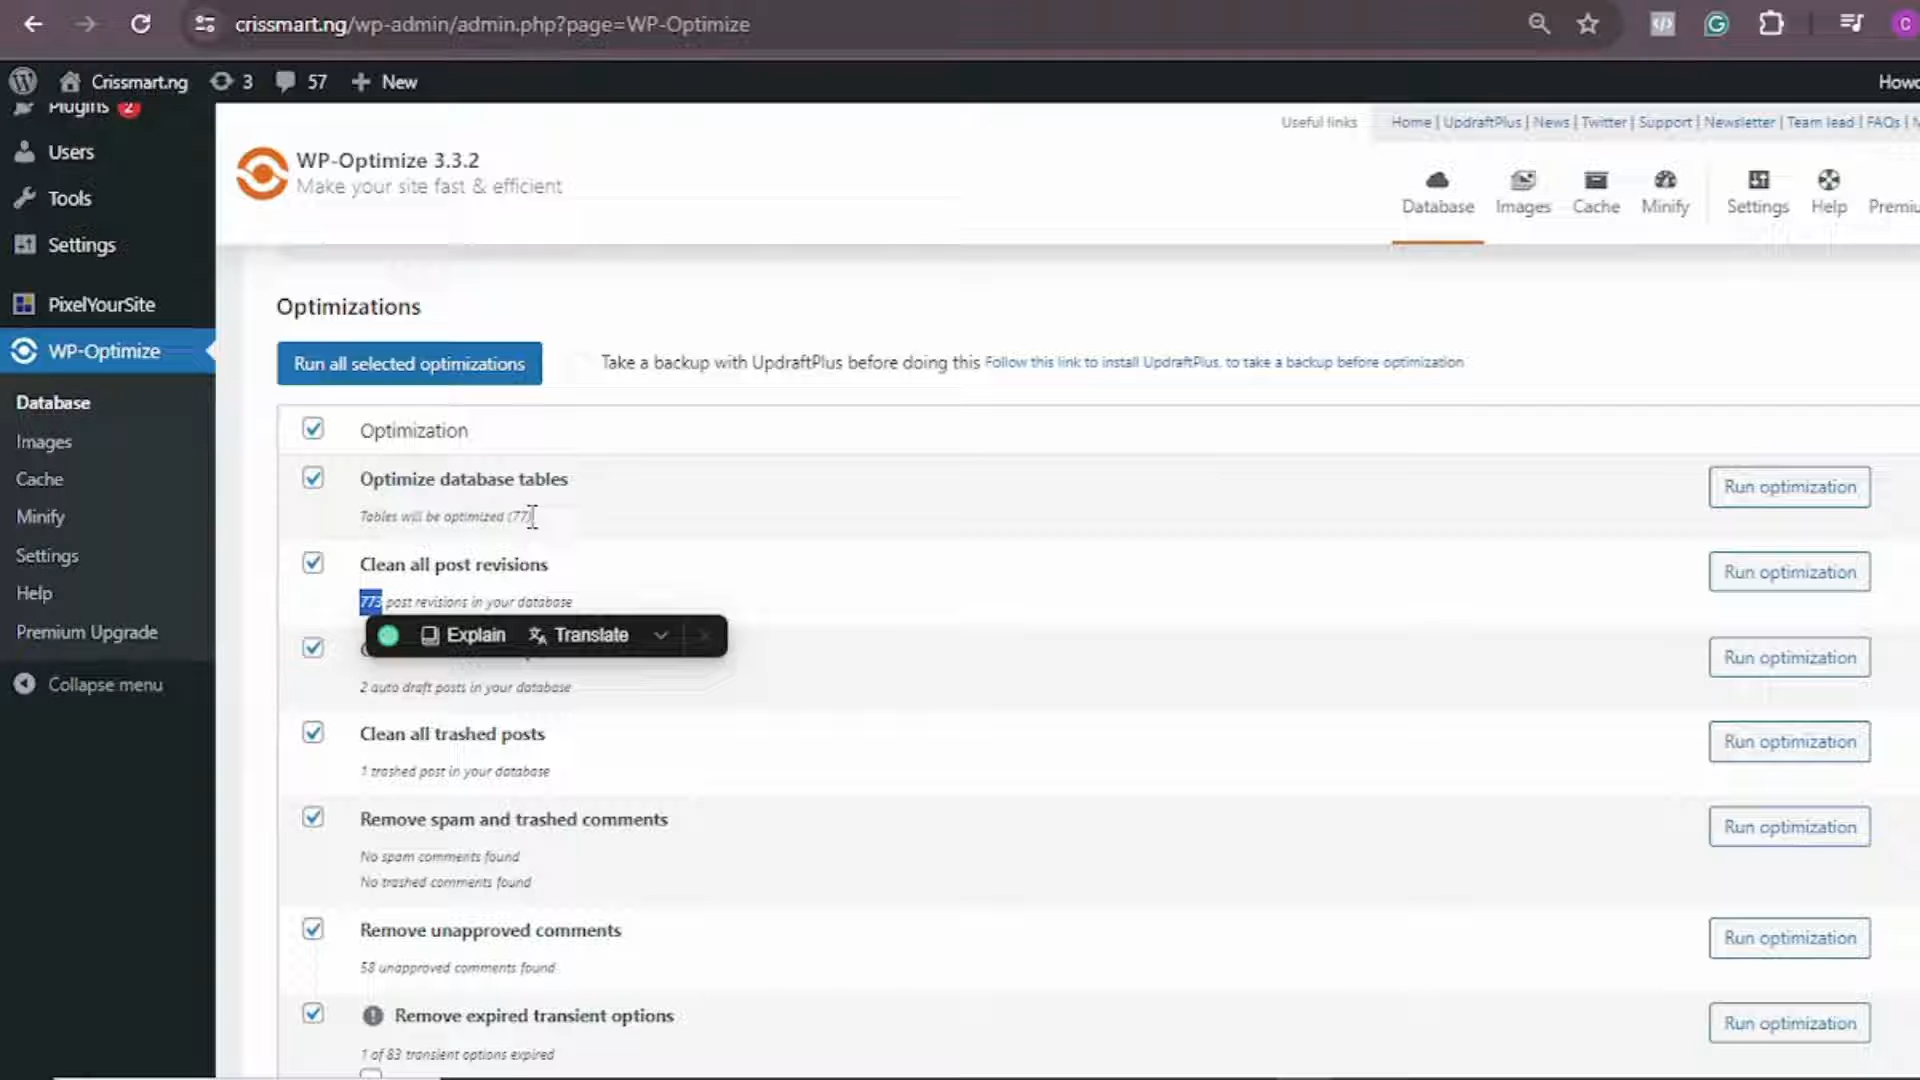 crissmart.ng/wp-admin/admin.php?page=WP-Optimize
Crissmart.ng 3 57 + New
Plugins 2
Users
Tools
Settings
PixelYourSite
WP-Optimize
Database
Images
Cache
Minify
Settings
Help
Premium Upgrade
Collapse menu
Useful links Home | UpdraftPlus | News | Twitter | Support | Newsletter | Team lead | FAQs |
WP-Optimize 3.3.2
Make your site fast & efficient
Database Images Cache Minify Settings Help
Optimizations
Run all selected optimizations Take a backup with UpdraftPlus before doing this Follow this link to install UpdraftPlus, to take a backup before optimization
Optimization
Optimize database tables
Tables will be optimized (77)
Run optimization
Clean all post revisions
773 post revisions in your database
Run optimization
Explain Translate
2 auto draft posts in your database
Run optimization
Clean all trashed posts
1 trashed post in your database
Run optimization
Remove spam and trashed comments
No spam comments found
No trashed comments found
Run optimization
Remove unapproved comments
58 unapproved comments found
Run optimization
Remove expired transient options
1 of 83 transient options expired
Run optimization